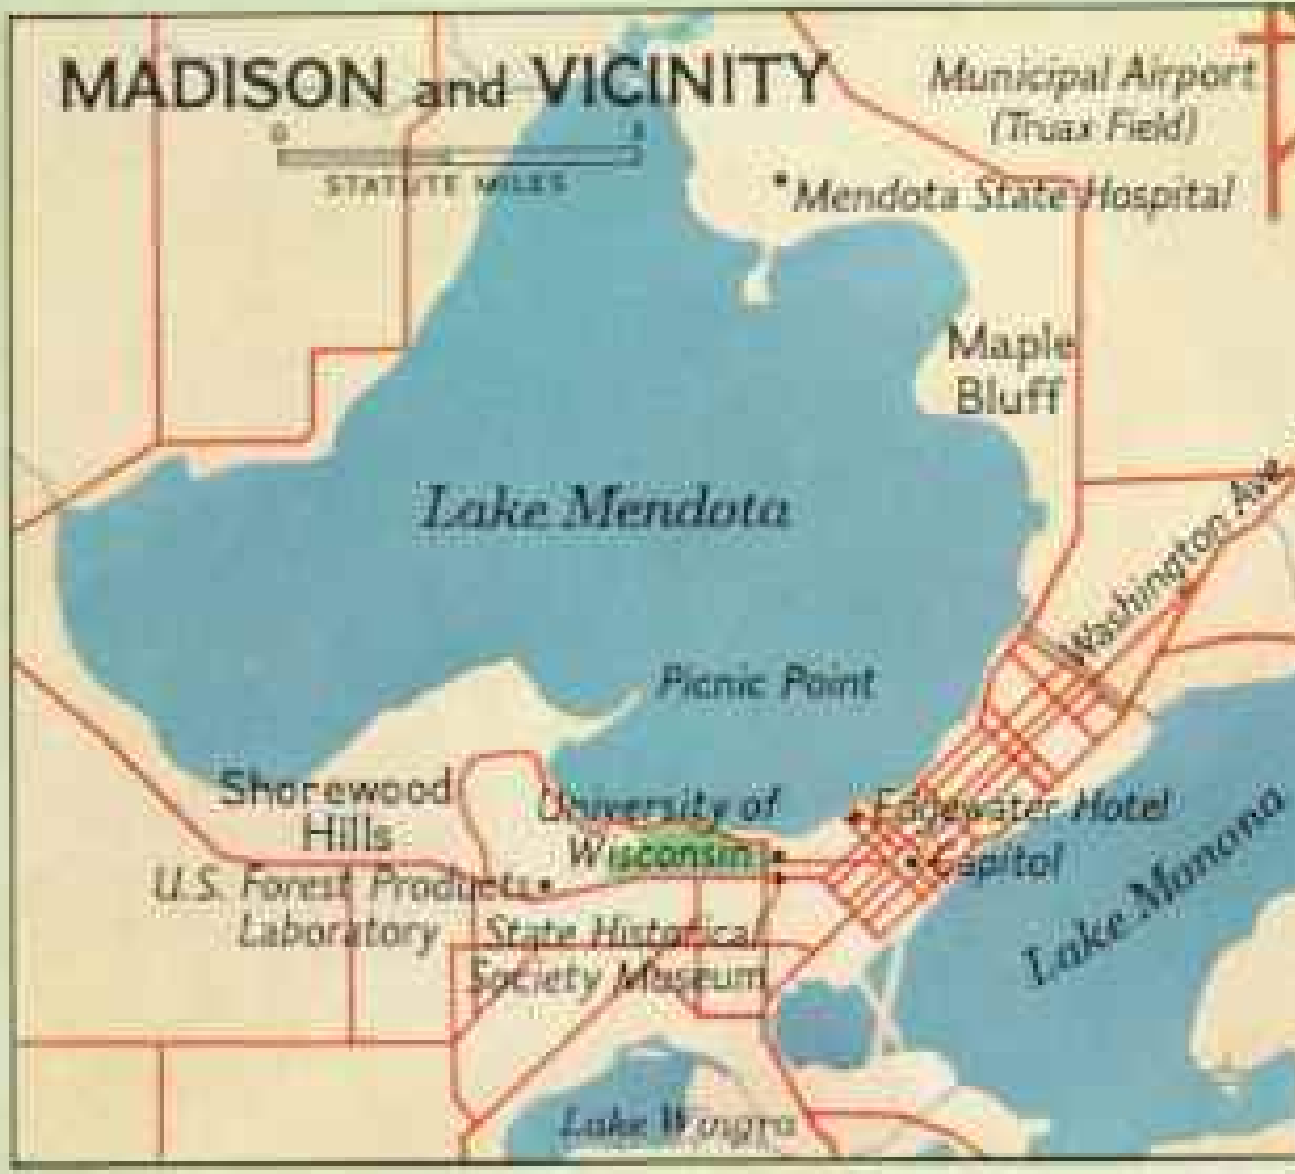 MADISON and VICINITY
0
STATUTE MILES
Municipal Airport
(Truax Field)
Mendota State Hospital
Maple
Bluff
Lake Mendota
Washington Ave
Picnic Point
Shorewood
Hills
University of
Wisconsin
Edgewater Hotel
Capitol
U.S. Forest Products
Laboratory
State Historical
Society Museum
Lake Monona
Lake Wingra